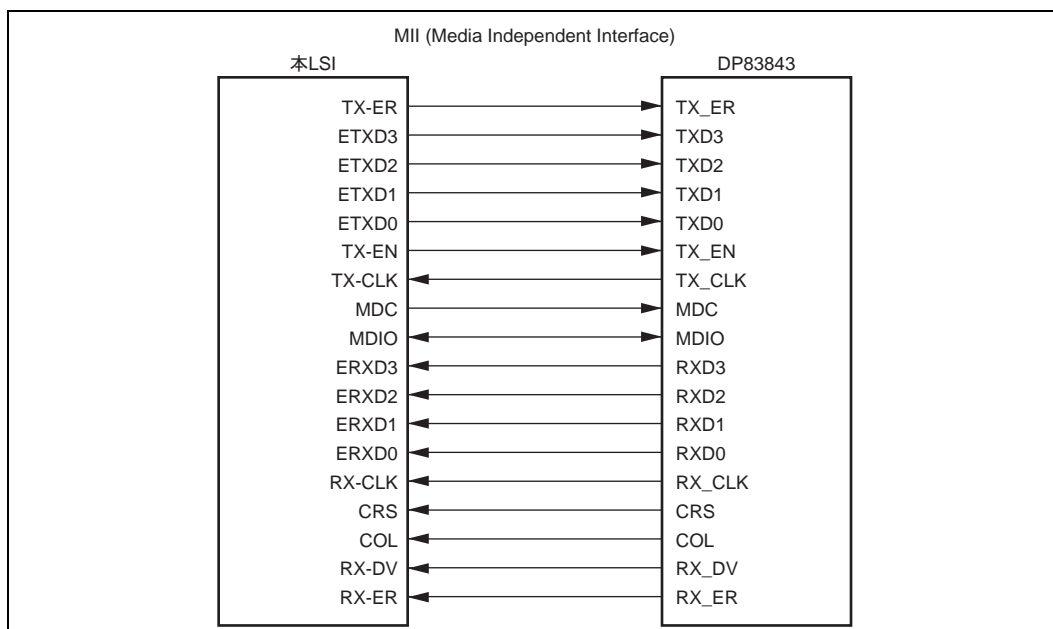 MII (Media Independent Interface)
本LSI DP83843
TX-ER TX_ER
ETXD3 TXD3
ETXD2 TXD2
ETXD1 TXD1
ETXD0 TXD0
TX-EN TX_EN
TX-CLK TX_CLK
MDC MDC
MDIO MDIO
ERXD3 RXD3
ERXD2 RXD2
ERXD1 RXD1
ERXD0 RXD0
RX-CLK RX_CLK
CRS CRS
COL COL
RX-DV RX_DV
RX-ER RX_ER